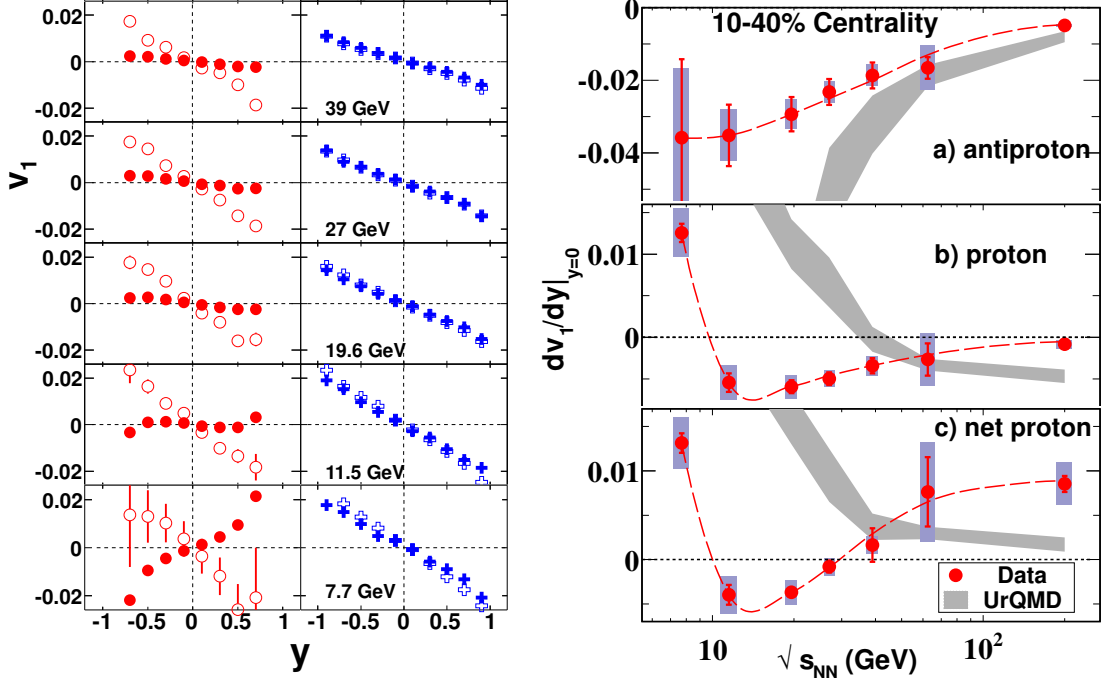 v1
0.02
0
-0.02
39 GeV
0.02
0
-0.02
27 GeV
0.02
0
-0.02
19.6 GeV
0.02
0
-0.02
11.5 GeV
0.02
0
-0.02
7.7 GeV
-1 -0.5 0 0.5 1 -1 -0.5 0 0.5 1
y
dv1/dy|y=0
10-40% Centrality
0
-0.02
-0.04
a) antiproton
0.01
0
b) proton
0.01
0
c) net proton
Data
UrQMD
10 10²
√ sNN (GeV)